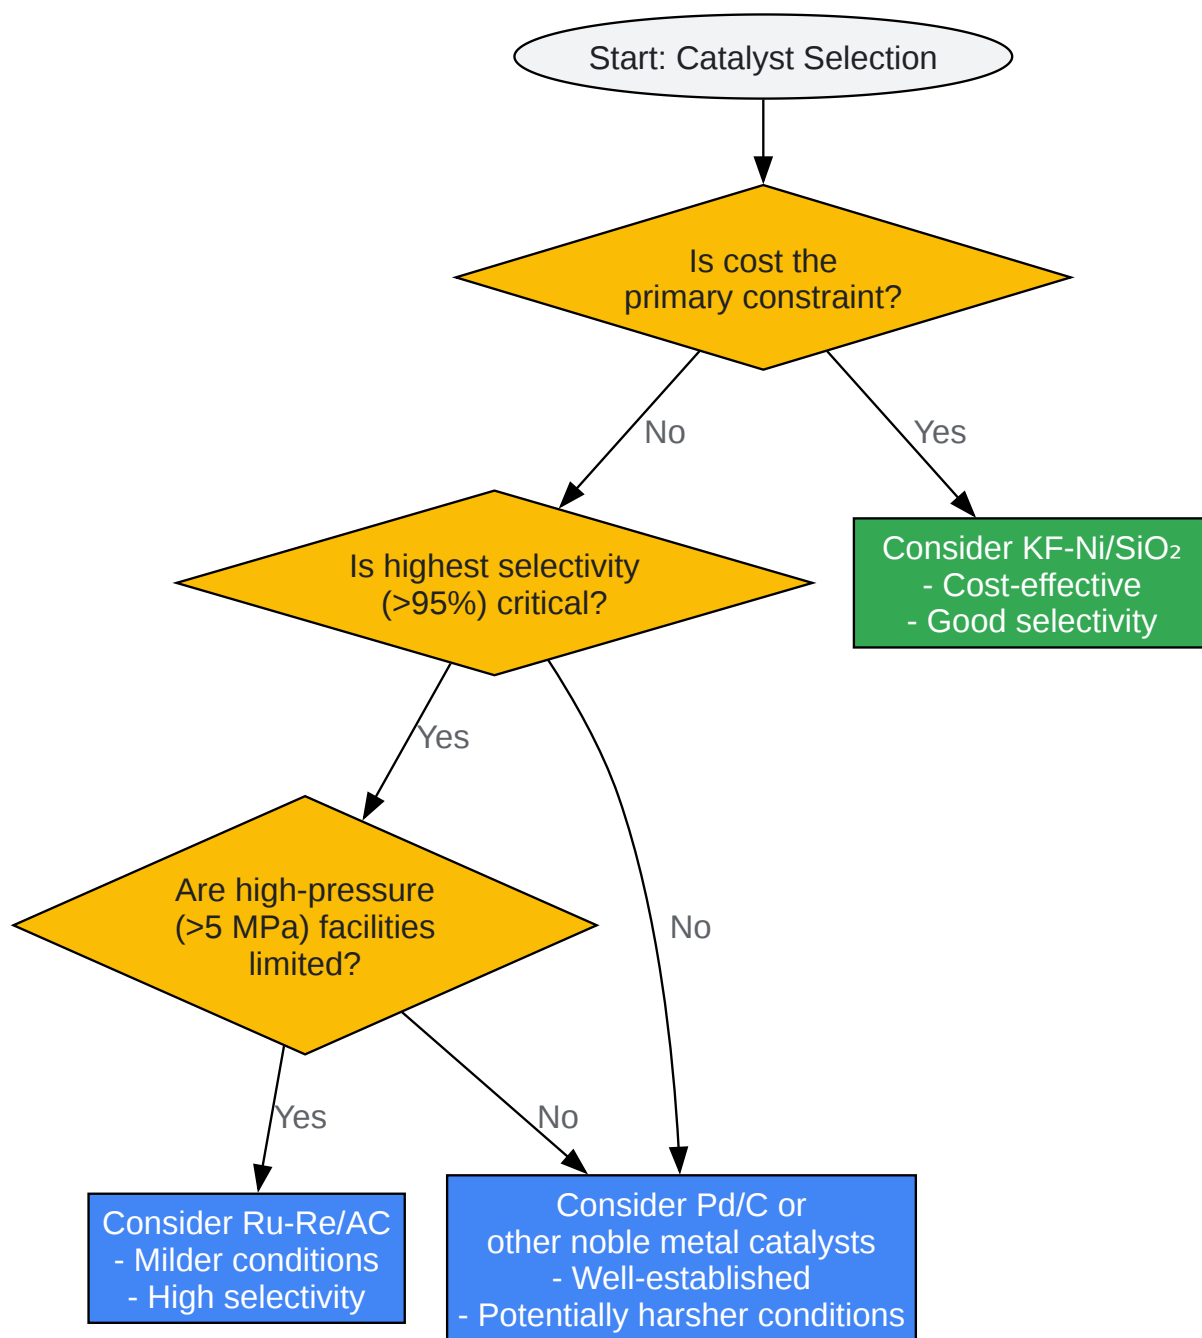 Start: Catalyst Selection
Is cost the
primary constraint?
No
Yes
Is highest selectivity
(>95%) critical?
Consider KF-Ni/SiO₂
- Cost-effective
- Good selectivity
Yes
Are high-pressure
(>5 MPa) facilities
limited?
No
Yes
No
Consider Ru-Re/AC
- Milder conditions
- High selectivity
Consider Pd/C or
other noble metal catalysts
- Well-established
- Potentially harsher conditions